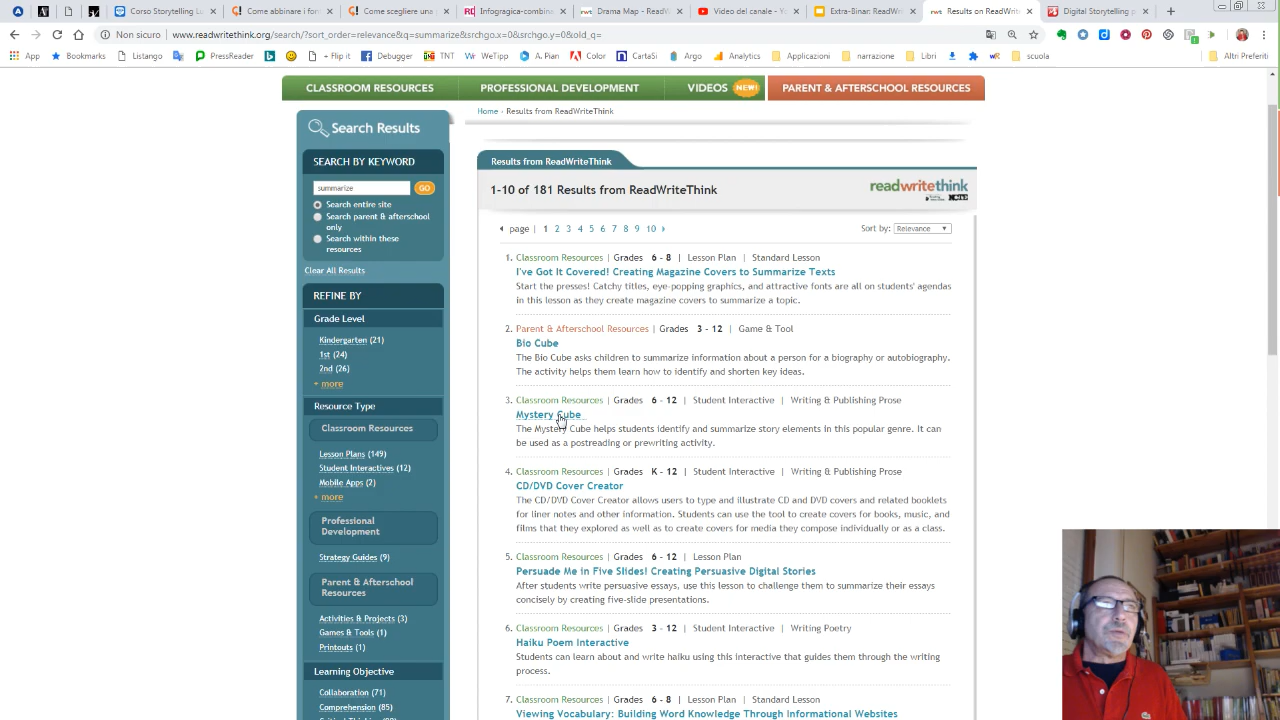 Corso Storytelling L
Come abbinare i fon
Come scegliere una
Infogragica-combina
Drama Map - ReadW
Video del canale - Yo
Extra-Binar: ReadWr
Results on ReadWrit
Digital Storytelling p
Non sicuro | www.readwritethink.org/search/?sort_order=relevance&q=summarize&srchgo.x=0&srchgo.y=0&old_q=
App
Bookmarks
Listango
PressReader
+ Flip it
Debugger
TNT
WeTipp
A. Pian
Color
CartaSi
Argo
Analytics
Applicazioni
narrazione
Libri
scuola
Altri Preferiti
CLASSROOM RESOURCES
PROFESSIONAL DEVELOPMENT
VIDEOS NEW!
PARENT & AFTERSCHOOL RESOURCES
Home › Results from ReadWriteThink
Search Results
SEARCH BY KEYWORD
summarize GO
Search entire site
Search parent & afterschool
only
Search within these
resources
Clear All Results
REFINE BY
Grade Level
Kindergarten (21)
1st (24)
2nd (26)
+ more
Resource Type
Classroom Resources
Lesson Plans (149)
Student Interactives (12)
Mobile Apps (2)
+ more
Professional
Development
Strategy Guides (9)
Parent & Afterschool
Resources
Activities & Projects (3)
Games & Tools (1)
Printouts (1)
Learning Objective
Collaboration (71)
Comprehension (85)
Results from ReadWriteThink
1-10 of 181 Results from ReadWriteThink
readwritethink
page | 1 2 3 4 5 6 7 8 9 10
Sort by: Relevance
1. Classroom Resources | Grades 6 – 8 | Lesson Plan | Standard Lesson
I've Got It Covered! Creating Magazine Covers to Summarize Texts
Start the presses! Catchy titles, eye-popping graphics, and attractive fonts are all on students' agendas
in this lesson as they create magazine covers to summarize a topic.
2. Parent & Afterschool Resources | Grades 3 – 12 | Game & Tool
Bio Cube
The Bio Cube asks children to summarize information about a person for a biography or autobiography.
The activity helps them learn how to identify and shorten key ideas.
3. Classroom Resources | Grades 6 – 12 | Student Interactive | Writing & Publishing Prose
Mystery Cube
The Mystery Cube helps students identify and summarize story elements in this popular genre. It can
be used as a postreading or prewriting activity.
4. Classroom Resources | Grades K – 12 | Student Interactive | Writing & Publishing Prose
CD/DVD Cover Creator
The CD/DVD Cover Creator allows users to type and illustrate CD and DVD covers and related booklets
for liner notes and other information. Students can use the tool to create covers for books, music, and
films that they explored as well as to create covers for media they compose individually or as a class.
5. Classroom Resources | Grades 6 – 12 | Lesson Plan
Persuade Me in Five Slides! Creating Persuasive Digital Stories
After students write persuasive essays, use this lesson to challenge them to summarize their essays
concisely by creating five-slide presentations.
6. Classroom Resources | Grades 3 – 12 | Student Interactive | Writing Poetry
Haiku Poem Interactive
Students can learn about and write haiku using this interactive that guides them through the writing
process.
7. Classroom Resources | Grades 6 – 8 | Lesson Plan | Standard Lesson
Viewing Vocabulary: Building Word Knowledge Through Informational Websites